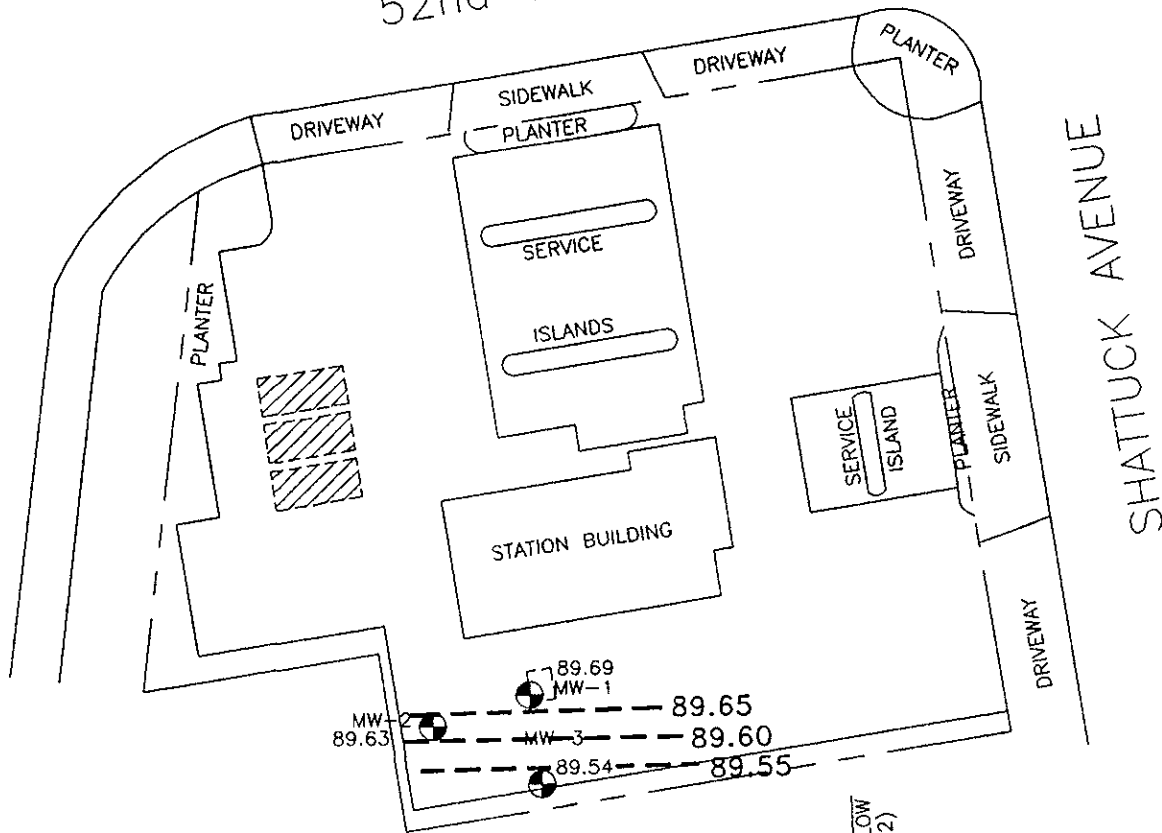 52nd
PLANTER
DRIVEWAY
SIDEWALK
DRIVEWAY
PLANTER
SERVICE
DRIVEWAY
SHATTUCK AVENUE
PLANTER
ISLANDS
SERVICE
ISLAND
PLANTER
SIDEWALK
STATION BUILDING
DRIVEWAY
89.69
MW-1
89.65
MW-2
89.63
MW-3
89.60
89.54
89.55
2)